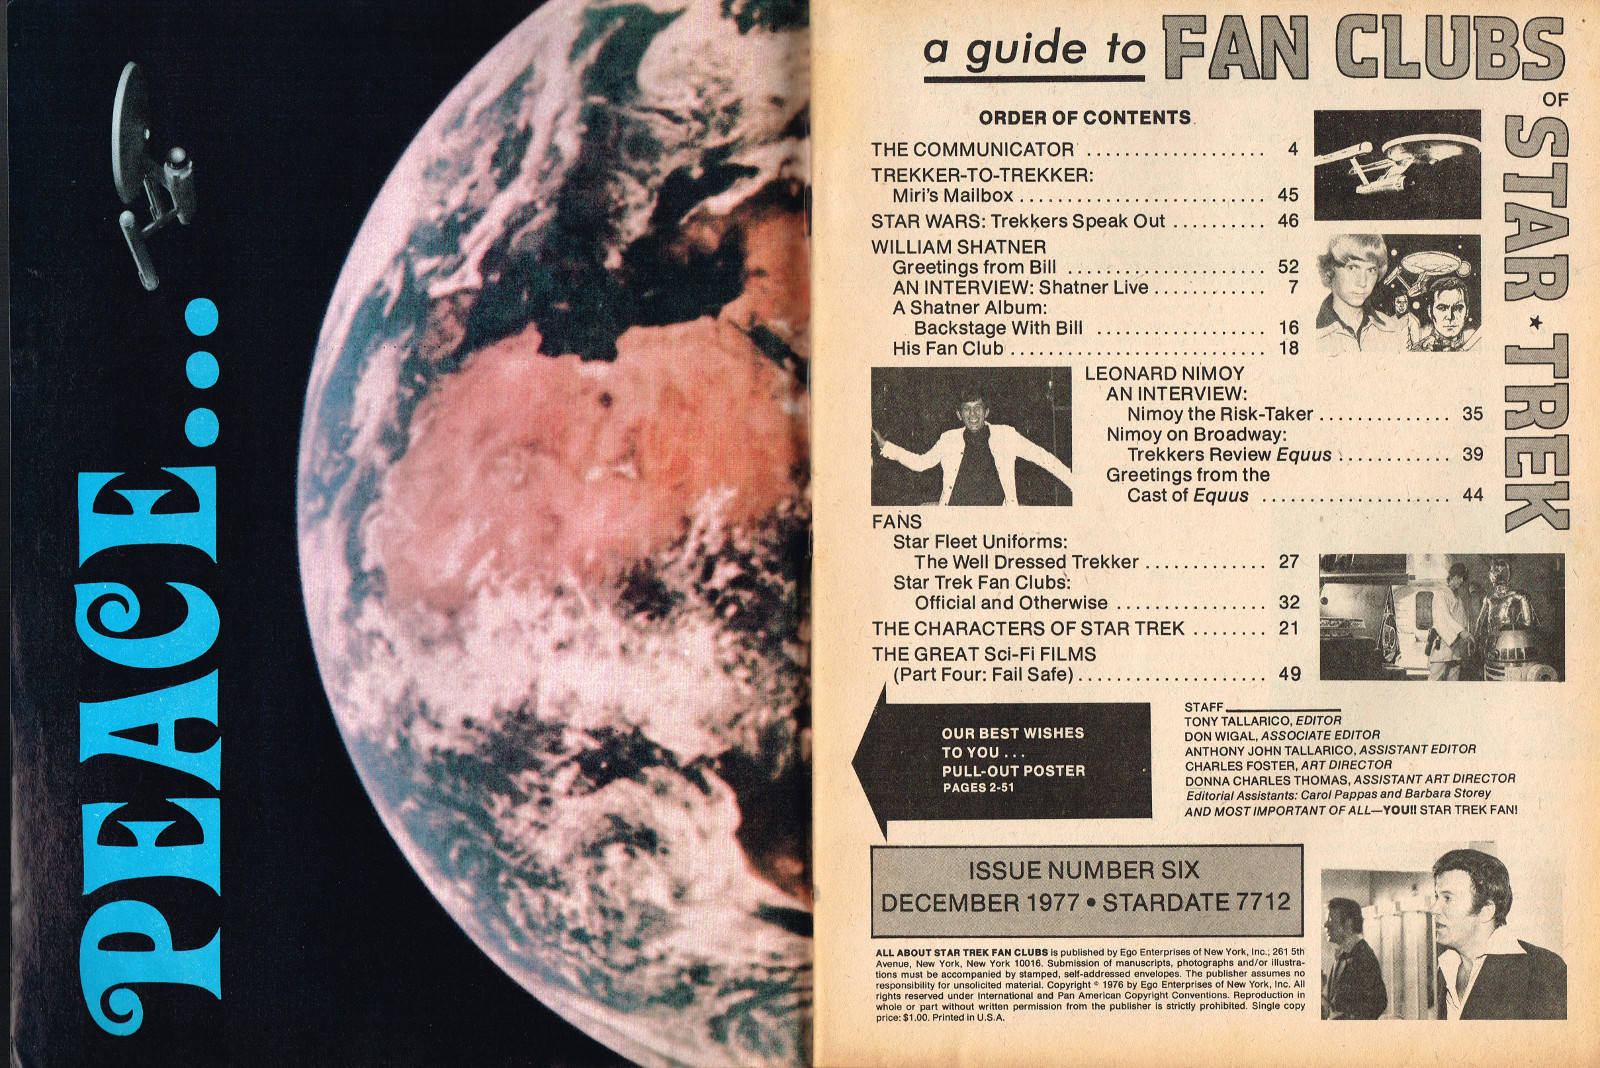 PEACE...
a guide to FAN CLUBS
OF
STAR ★ TREK
ORDER OF CONTENTS
THE COMMUNICATOR ................... 4
TREKKER-TO-TREKKER:
Miri's Mailbox .......................... 45
STAR WARS: Trekkers Speak Out .......... 46
WILLIAM SHATNER
Greetings from Bill ..................... 52
AN INTERVIEW: Shatner Live ............ 7
A Shatner Album:
Backstage With Bill .................. 16
His Fan Club ........................... 18
LEONARD NIMOY
AN INTERVIEW:
Nimoy the Risk-Taker .............. 35
Nimoy on Broadway:
Trekkers Review Equus ............ 39
Greetings from the
Cast of Equus .................... 44
FANS
Star Fleet Uniforms:
The Well Dressed Trekker ............. 27
Star Trek Fan Clubs:
Official and Otherwise ................ 32
THE CHARACTERS OF STAR TREK ........ 21
THE GREAT Sci-Fi FILMS
(Part Four: Fail Safe) .................... 49
OUR BEST WISHES
TO YOU ...
PULL-OUT POSTER
PAGES 2-51
STAFF
TONY TALLARICO, EDITOR
DON WIGAL, ASSOCIATE EDITOR
ANTHONY JOHN TALLARICO, ASSISTANT EDITOR
CHARLES FOSTER, ART DIRECTOR
DONNA CHARLES THOMAS, ASSISTANT ART DIRECTOR
Editorial Assistants: Carol Pappas and Barbara Storey
AND MOST IMPORTANT OF ALL—YOU!! STAR TREK FAN!
ISSUE NUMBER SIX
DECEMBER 1977 • STARDATE 7712
ALL ABOUT STAR TREK FAN CLUBS is published by Ego Enterprises of New York, Inc.; 261 5th
Avenue, New York, New York 10016. Submission of manuscripts, photographs and/or illustra-
tions must be accompanied by stamped, self-addressed envelopes. The publisher assumes no
responsibility for unsolicited material. Copyright © 1976 by Ego Enterprises of New York, Inc. All
rights reserved under International and Pan American Copyright Conventions. Reproduction in
whole or part without written permission from the publisher is strictly prohibited. Single copy
price: $1.00. Printed in U.S.A.